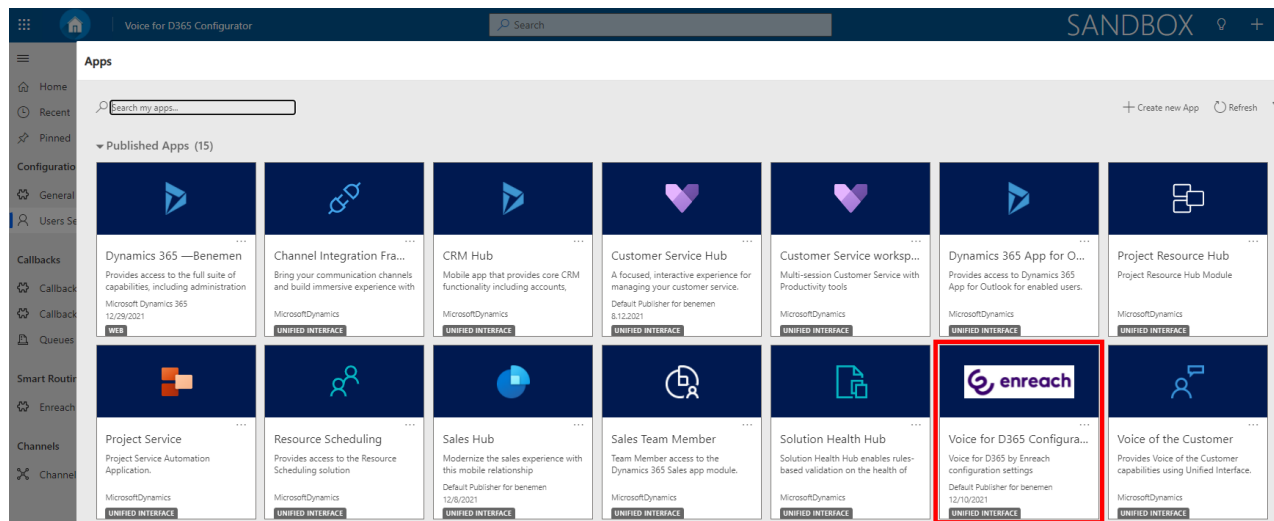 Voice for D365 Configurator
Search
SANDBOX
Apps
Home
Recent
Pinned
Configuratio
General
Users Se
Callbacks
Callback
Callback
Queues
Smart Routin
Enreach
Channels
Channel
Search my apps...
Create new App
Refresh
Published Apps (15)
Dynamics 365 —Benemen
Provides access to the full suite of
capabilities, including administration
Microsoft Dynamics 365
12/29/2021
WEB
Channel Integration Fra...
Bring your communication channels
and build immersive experience with
MicrosoftDynamics
UNIFIED INTERFACE
CRM Hub
Mobile app that provides core CRM
functionality including accounts,
MicrosoftDynamics
UNIFIED INTERFACE
Customer Service Hub
A focused, interactive experience for
managing your customer service.
Default Publisher for benemen
8.12.2021
UNIFIED INTERFACE
Customer Service worksp...
Multi-session Customer Service with
Productivity tools
MicrosoftDynamics
UNIFIED INTERFACE
Dynamics 365 App for O...
Provides access to Dynamics 365
App for Outlook for enabled users.
MicrosoftDynamics
UNIFIED INTERFACE
Project Resource Hub
Project Resource Hub Module
MicrosoftDynamics
UNIFIED INTERFACE
Project Service
Project Service Automation
Application.
MicrosoftDynamics
UNIFIED INTERFACE
Resource Scheduling
Provides access to the Resource
Scheduling solution
MicrosoftDynamics
UNIFIED INTERFACE
Sales Hub
Modernize the sales experience with
this mobile relationship
Default Publisher for benemen
12/8/2021
UNIFIED INTERFACE
Sales Team Member
Team Member access to the
Dynamics 365 Sales app module.
MicrosoftDynamics
UNIFIED INTERFACE
Solution Health Hub
Solution Health Hub enables rules-
based validation on the health of
MicrosoftDynamics
UNIFIED INTERFACE
enreach
Voice for D365 Configura...
Voice for D365 by Enreach
configuration settings
Default Publisher for benemen
12/10/2021
UNIFIED INTERFACE
Voice of the Customer
Provides Voice of the Customer
capabilities using Unified Interface.
MicrosoftDynamics
UNIFIED INTERFACE